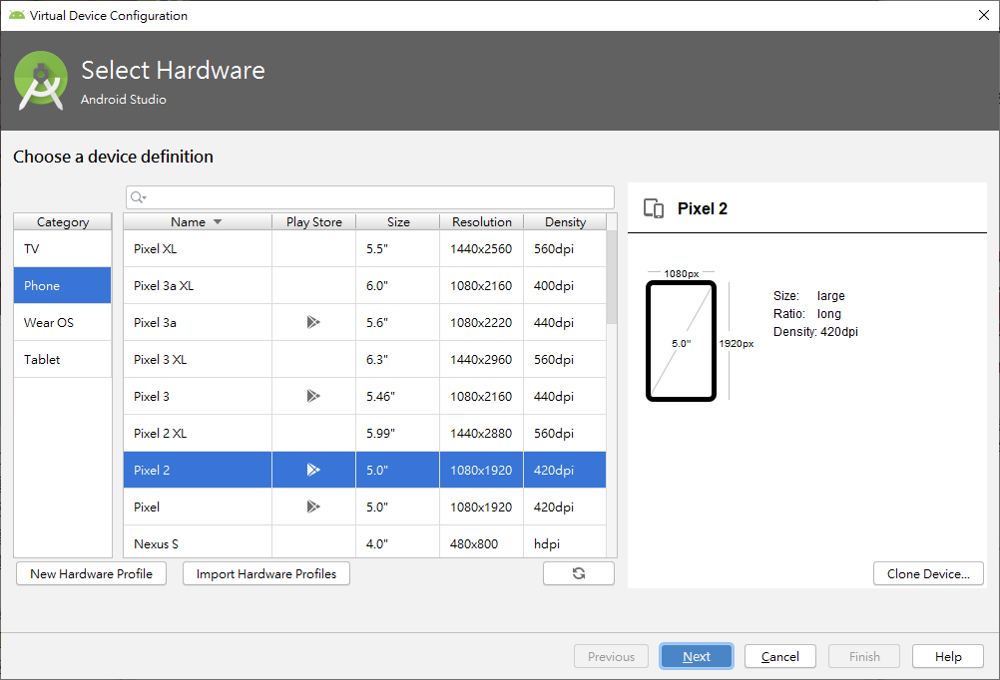 Virtual Device Configuration
Select Hardware
Android Studio
Choose a device definition
Category
TV
Phone
Wear OS
Tablet
Name Play Store Size Resolution Density
Pixel XL 5.5" 1440x2560 560dpi
Pixel 3a XL 6.0" 1080x2160 400dpi
Pixel 3a 5.6" 1080x2220 440dpi
Pixel 3 XL 6.3" 1440x2960 560dpi
Pixel 3 5.46" 1080x2160 440dpi
Pixel 2 XL 5.99" 1440x2880 560dpi
Pixel 2 5.0" 1080x1920 420dpi
Pixel 5.0" 1080x1920 420dpi
Nexus S 4.0" 480x800 hdpi
New Hardware Profile Import Hardware Profiles
Pixel 2
1080px
5.0"
1920px
Size: large
Ratio: long
Density: 420dpi
Clone Device...
Previous Next Cancel Finish Help